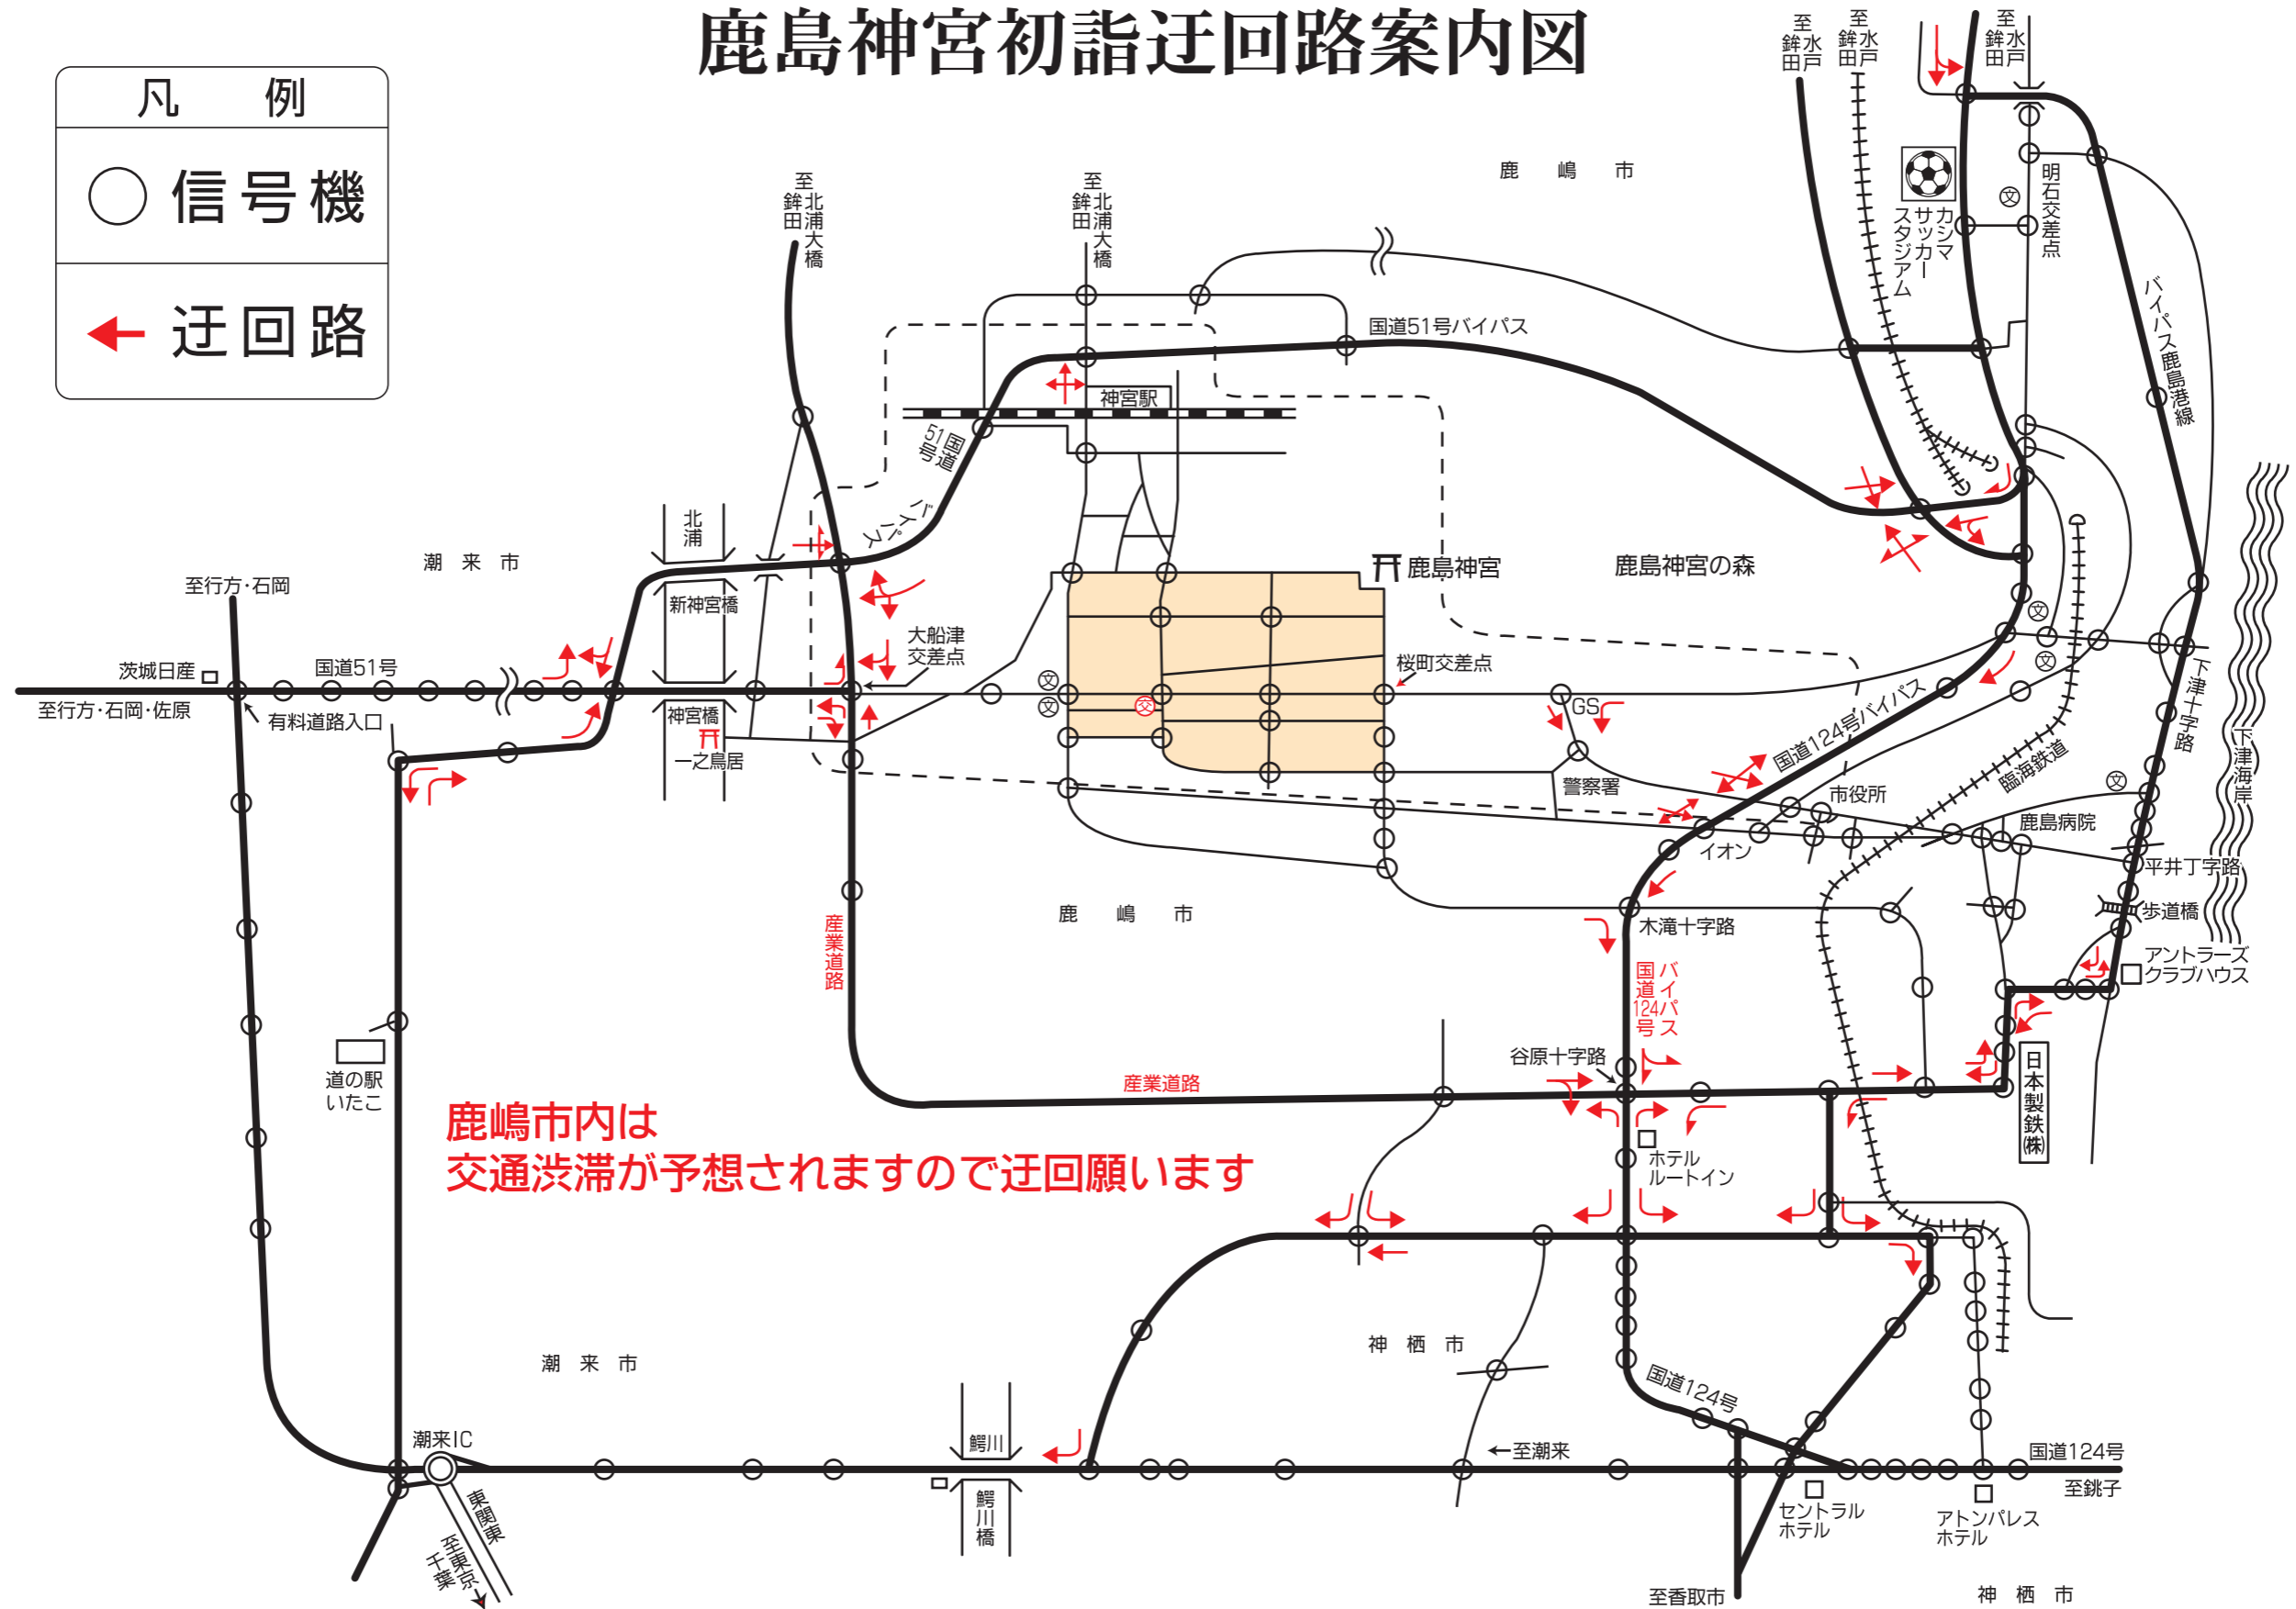 鹿島神宮初詣迂回路案内図
凡 例
信号機
迂回路
至 水戸
鉾田
至 水戸
鉾田
至 水戸
鉾田
至 北浦大橋
鉾田
至 北浦大橋
鉾田
鹿 嶋 市
明石交差点
カシマ
サッカー
スタジアム
バイパス鹿島港線
国道51号バイパス
神宮駅
国道
51号
バイパス
北浦
潮 来 市
至行方・石岡
新神宮橋
鹿島神宮
鹿島神宮の森
大船津
交差点
茨城日産
国道51号
至行方・石岡・佐原
有料道路入口
神宮橋
一之鳥居
文
文
交
桜町交差点
GS
文
文
文
文
下津十字路
下津海岸
国道124号バイパス
臨海鉄道
警察署
市役所
鹿島病院
イオン
平井丁字路
歩道橋
アントラーズ
クラブハウス
鹿 嶋 市
木滝十字路
産業道路
バイパス
国道124号
道の駅
いたこ
谷原十字路
産業道路
日本製鉄㈱
鹿嶋市内は
交通渋滞が予想されますので迂回願います
ホテル
ルートイン
潮 来 市
神 栖 市
国道124号
潮来IC
鰐川
至潮来
国道124号
至銚子
東関東
至東京
千葉
鰐川橋
セントラル
ホテル
アトンパレス
ホテル
至香取市
神 栖 市